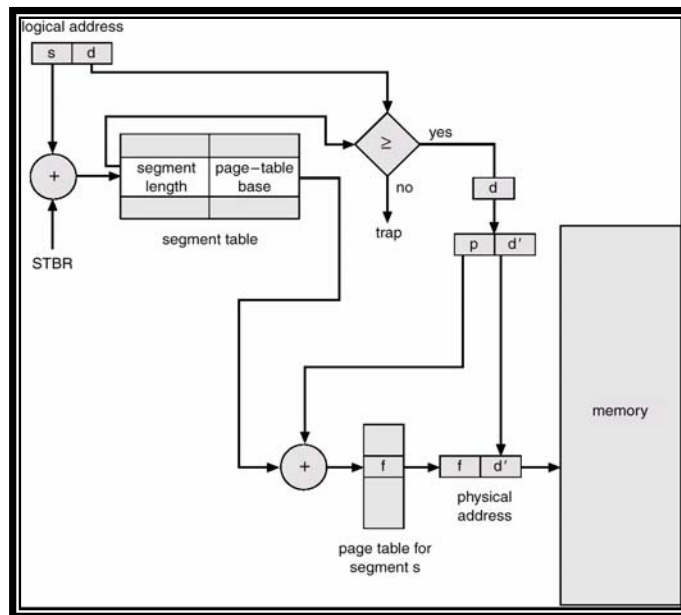 logical address
s d
≥
yes
no
trap
+
segment length
page–table base
segment table
STBR
d
p d′
memory
+
f
f d′
physical address
page table for segment s